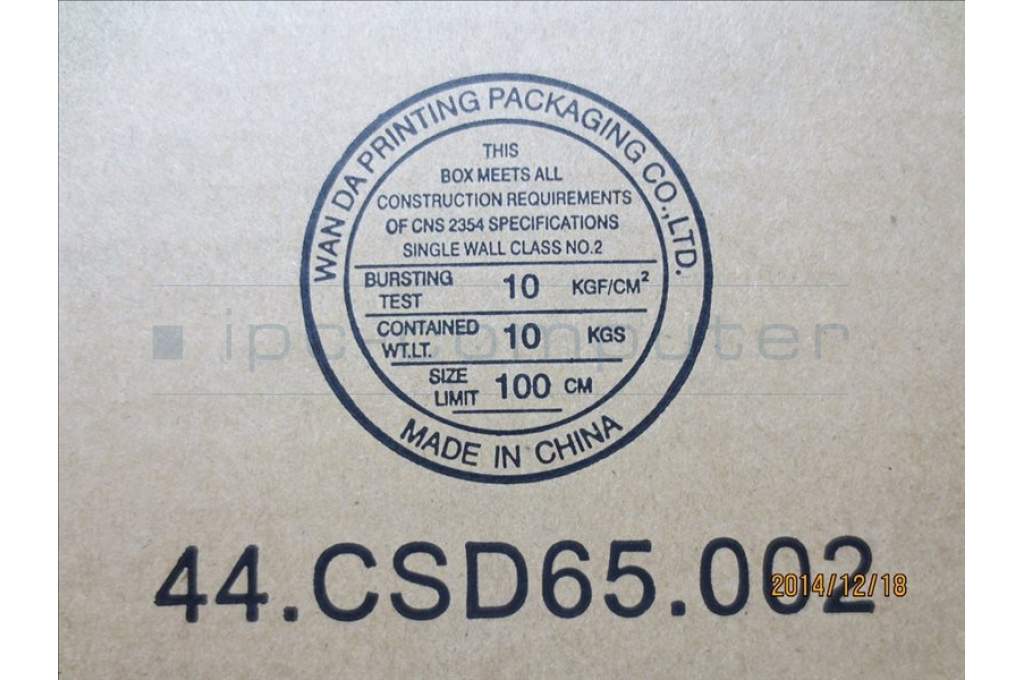 WAN DA PRINTING PACKAGING CO.,LTD.
THIS
BOX MEETS ALL
CONSTRUCTION REQUIREMENTS
OF CNS 2354 SPECIFICATIONS
SINGLE WALL CLASS NO.2
BURSTING TEST 10 KGF/CM²
CONTAINED WT.LT. 10 KGS
SIZE LIMIT 100 CM
MADE IN CHINA
ipc-computer
44.CSD65.002
2014/12/18